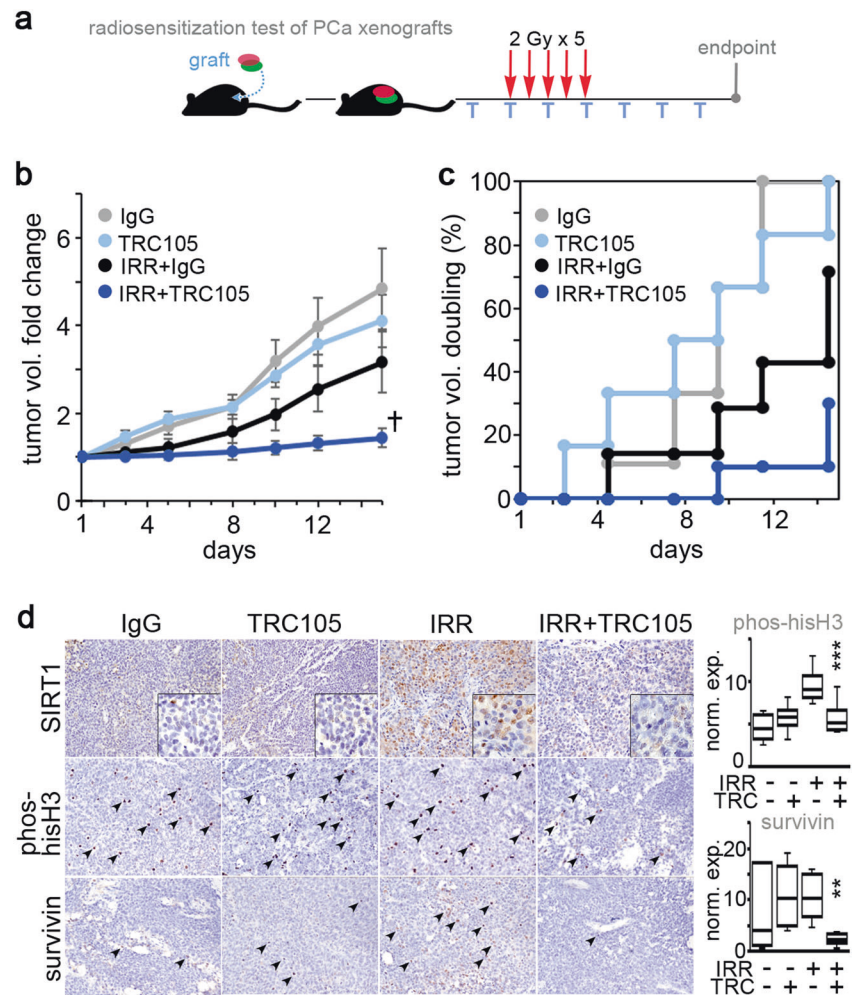 a
radiosensitization test of PCa xenografts
graft
2 Gy x 5
endpoint
T T T T T T T
b
tumor vol. fold change
6
4
2
0
IgG
TRC105
IRR+IgG
IRR+TRC105
†
1 4 8 12
days
c
tumor vol. doubling (%)
100
80
60
40
20
0
IgG
TRC105
IRR+IgG
IRR+TRC105
1 4 8 12
days
d
IgG TRC105 IRR IRR+TRC105
SIRT1
phos-
hisH3
survivin
phos-hisH3
norm. exp.
10
0
***
IRR - - + +
TRC - + - +
survivin
norm. exp.
20
10
0
**
IRR - - + +
TRC - + - +